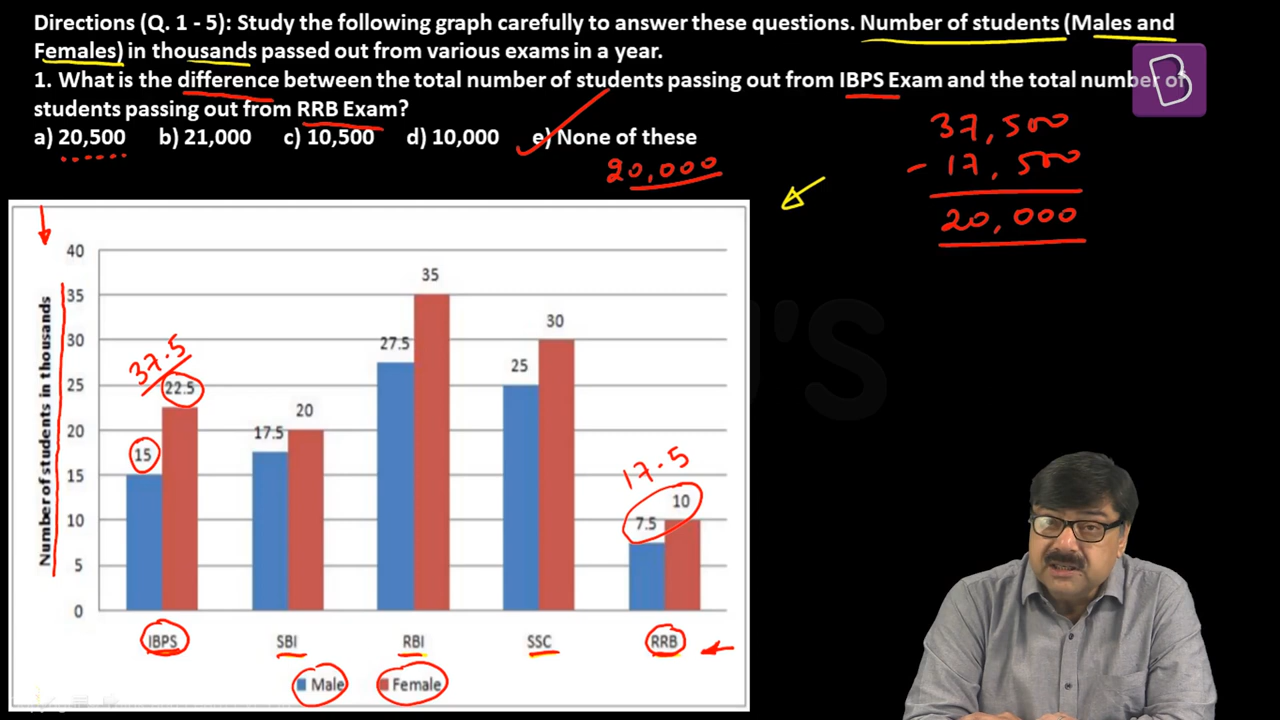 Directions (Q. 1 - 5): Study the following graph carefully to answer these questions. Number of students (Males and
Females) in thousands passed out from various exams in a year.
1. What is the difference between the total number of students passing out from IBPS Exam and the total number of
students passing out from RRB Exam?
a) 20,500 b) 21,000 c) 10,500 d) 10,000 e) None of these
20,000
37,500
- 17,500
20,000
B
U'S
Number of students in thousands
40
35
30
25
20
15
10
5
0
37.5
15
22.5
17.5
20
27.5
35
25
30
17.5
7.5
10
IBPS SBI RBI SSC RRB
Male Female